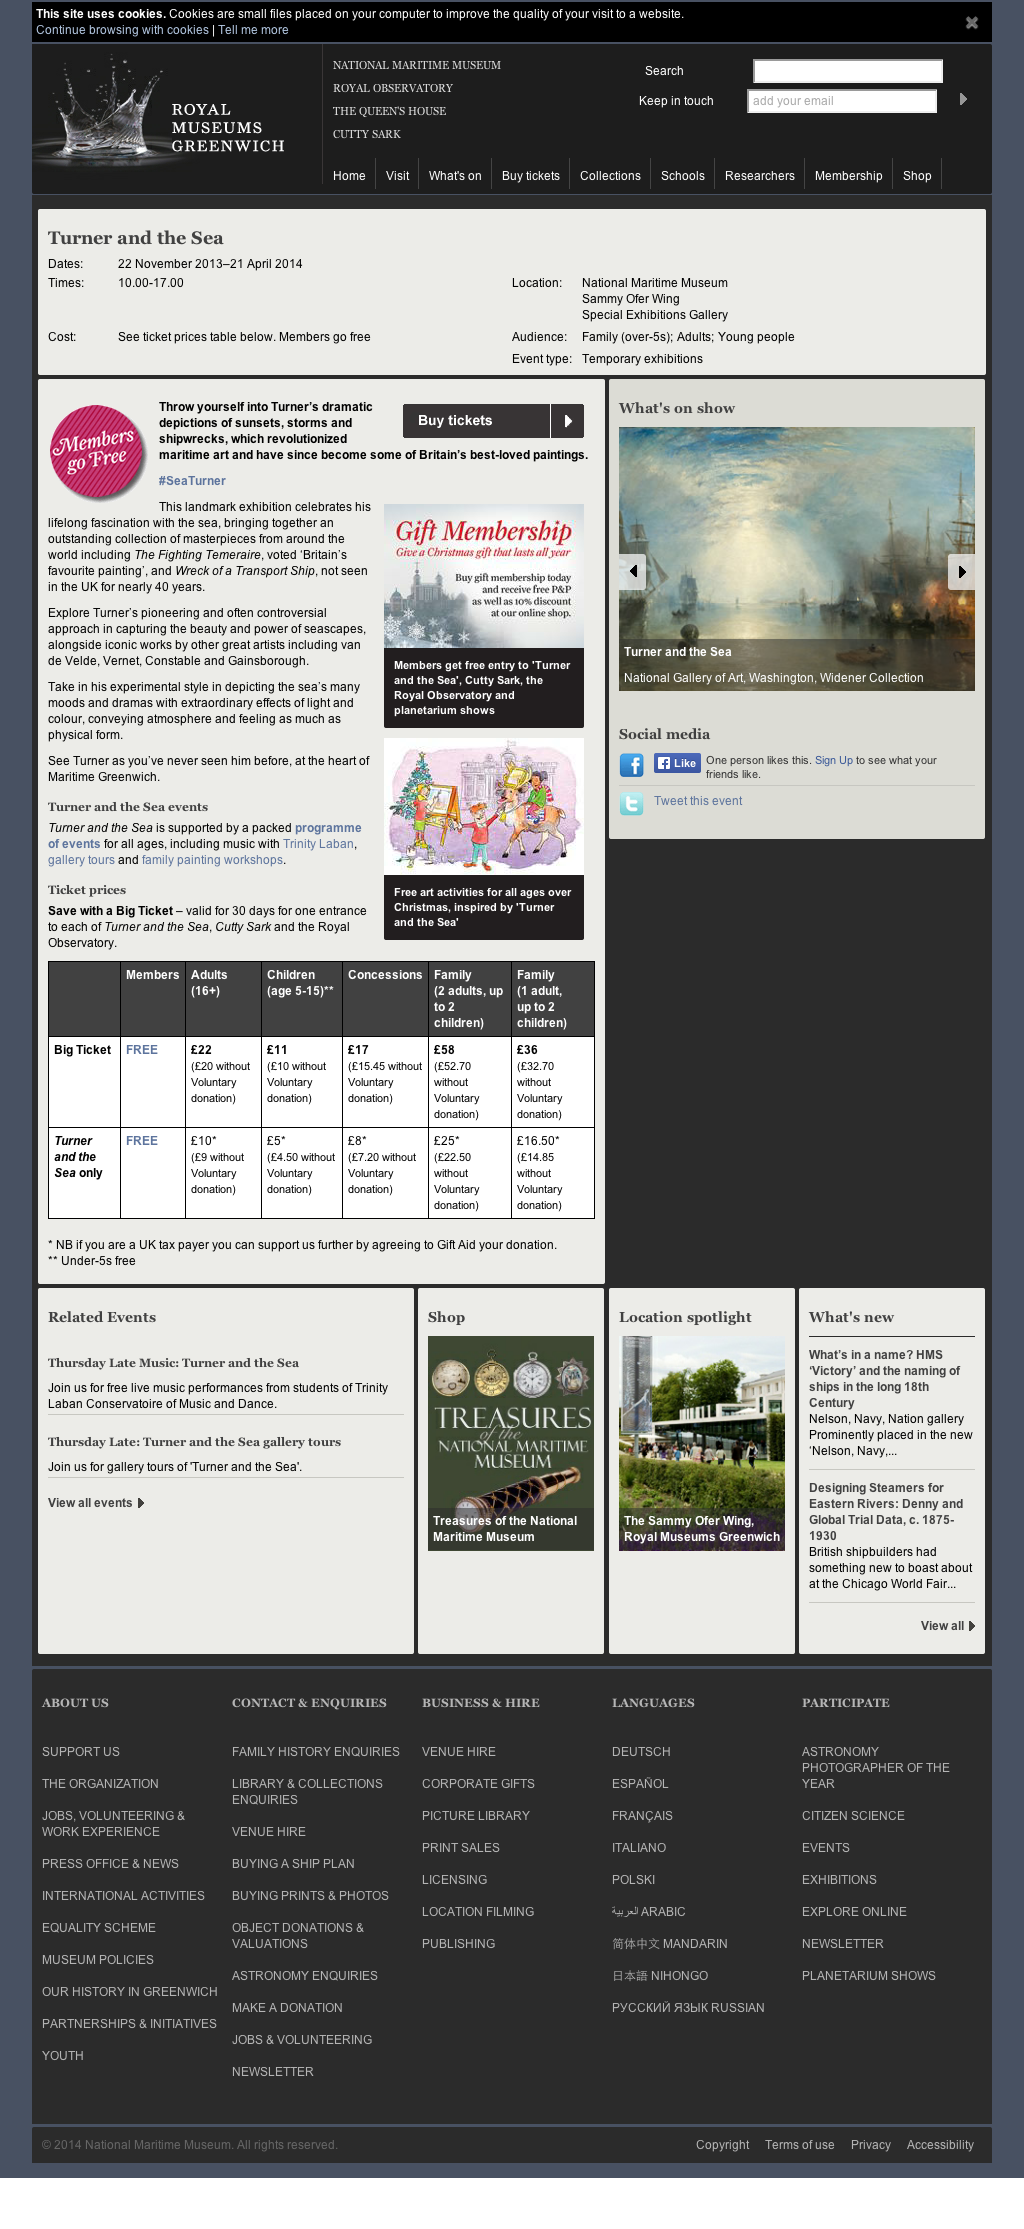 This site uses cookies. Cookies are small files placed on your computer to improve the quality of your visit to a website.
Continue browsing with cookies | Tell me more
ROYAL
MUSEUMS
GREENWICH
NATIONAL MARITIME MUSEUM
ROYAL OBSERVATORY
THE QUEEN'S HOUSE
CUTTY SARK
Search
Keep in touch add your email
Home Visit What's on Buy tickets Collections Schools Researchers Membership Shop
Turner and the Sea
Dates: 22 November 2013–21 April 2014
Times: 10.00-17.00
Location: National Maritime Museum
Sammy Ofer Wing
Special Exhibitions Gallery
Cost: See ticket prices table below. Members go free
Audience: Family (over-5s); Adults; Young people
Event type: Temporary exhibitions
Members
go Free
Throw yourself into Turner's dramatic
depictions of sunsets, storms and
shipwrecks, which revolutionized
maritime art and have since become some of Britain's best-loved paintings.
Buy tickets
#SeaTurner
This landmark exhibition celebrates his
lifelong fascination with the sea, bringing together an
outstanding collection of masterpieces from around the
world including The Fighting Temeraire, voted ‘Britain’s
favourite painting’, and Wreck of a Transport Ship, not seen
in the UK for nearly 40 years.
Explore Turner’s pioneering and often controversial
approach in capturing the beauty and power of seascapes,
alongside iconic works by other great artists including van
de Velde, Vernet, Constable and Gainsborough.
Take in his experimental style in depicting the sea’s many
moods and dramas with extraordinary effects of light and
colour, conveying atmosphere and feeling as much as
physical form.
See Turner as you’ve never seen him before, at the heart of
Maritime Greenwich.
Gift Membership
Give a Christmas gift that lasts all year
Buy gift membership today
and receive free P&P
as well as 10% discount
at our online shop.
Members get free entry to 'Turner
and the Sea', Cutty Sark, the
Royal Observatory and
planetarium shows
Free art activities for all ages over
Christmas, inspired by 'Turner
and the Sea'
Turner and the Sea events
Turner and the Sea is supported by a packed programme
of events for all ages, including music with Trinity Laban,
gallery tours and family painting workshops.
Ticket prices
Save with a Big Ticket – valid for 30 days for one entrance
to each of Turner and the Sea, Cutty Sark and the Royal
Observatory.
Members
Adults
(16+)
Children
(age 5-15)**
Concessions
Family
(2 adults, up
to 2
children)
Family
(1 adult,
up to 2
children)
Big Ticket
FREE
£22
(£20 without
Voluntary
donation)
£11
(£10 without
Voluntary
donation)
£17
(£15.45 without
Voluntary
donation)
£58
(£52.70
without
Voluntary
donation)
£36
(£32.70
without
Voluntary
donation)
Turner
and the
Sea only
FREE
£10*
(£9 without
Voluntary
donation)
£5*
(£4.50 without
Voluntary
donation)
£8*
(£7.20 without
Voluntary
donation)
£25*
(£22.50
without
Voluntary
donation)
£16.50*
(£14.85
without
Voluntary
donation)
* NB if you are a UK tax payer you can support us further by agreeing to Gift Aid your donation.
** Under-5s free
What's on show
Turner and the Sea
National Gallery of Art, Washington, Widener Collection
Social media
Like One person likes this. Sign Up to see what your
friends like.
Tweet this event
Related Events
Thursday Late Music: Turner and the Sea
Join us for free live music performances from students of Trinity
Laban Conservatoire of Music and Dance.
Thursday Late: Turner and the Sea gallery tours
Join us for gallery tours of 'Turner and the Sea'.
View all events
Shop
TREASURES
of the
NATIONAL MARITIME
MUSEUM
Treasures of the National
Maritime Museum
Location spotlight
The Sammy Ofer Wing,
Royal Museums Greenwich
What's new
What’s in a name? HMS
‘Victory’ and the naming of
ships in the long 18th
Century
Nelson, Navy, Nation gallery
Prominently placed in the new
‘Nelson, Navy,...
Designing Steamers for
Eastern Rivers: Denny and
Global Trial Data, c. 1875-
1930
British shipbuilders had
something new to boast about
at the Chicago World Fair...
View all
ABOUT US
SUPPORT US
THE ORGANIZATION
JOBS, VOLUNTEERING &
WORK EXPERIENCE
PRESS OFFICE & NEWS
INTERNATIONAL ACTIVITIES
EQUALITY SCHEME
MUSEUM POLICIES
OUR HISTORY IN GREENWICH
PARTNERSHIPS & INITIATIVES
YOUTH
CONTACT & ENQUIRIES
FAMILY HISTORY ENQUIRIES
LIBRARY & COLLECTIONS
ENQUIRIES
VENUE HIRE
BUYING A SHIP PLAN
BUYING PRINTS & PHOTOS
OBJECT DONATIONS &
VALUATIONS
ASTRONOMY ENQUIRIES
MAKE A DONATION
JOBS & VOLUNTEERING
NEWSLETTER
BUSINESS & HIRE
VENUE HIRE
CORPORATE GIFTS
PICTURE LIBRARY
PRINT SALES
LICENSING
LOCATION FILMING
PUBLISHING
LANGUAGES
DEUTSCH
ESPAÑOL
FRANÇAIS
ITALIANO
POLSKI
العربية ARABIC
简体中文 MANDARIN
日本語 NIHONGO
РУССКИЙ ЯЗЫК RUSSIAN
PARTICIPATE
ASTRONOMY
PHOTOGRAPHER OF THE
YEAR
CITIZEN SCIENCE
EVENTS
EXHIBITIONS
EXPLORE ONLINE
NEWSLETTER
PLANETARIUM SHOWS
© 2014 National Maritime Museum. All rights reserved.
Copyright Terms of use Privacy Accessibility